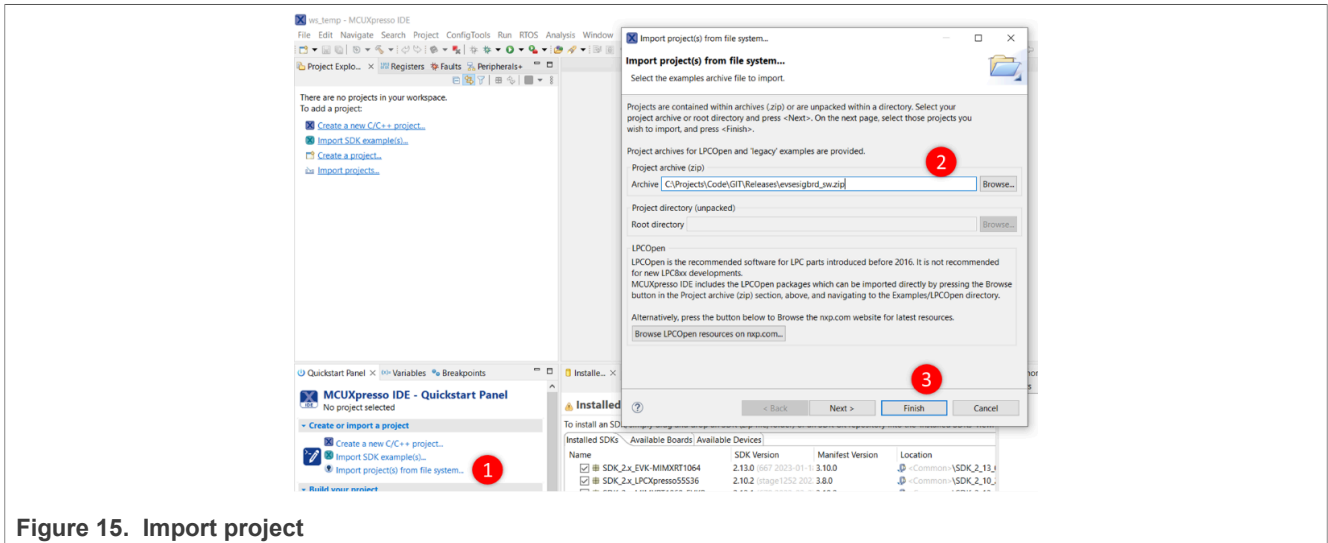 ws_temp - MCUXpresso IDE
File Edit Navigate Search Project ConfigTools Run RTOS Analysis Window
Project Explo... Registers Faults Peripherals+
There are no projects in your workspace.
To add a project:
Create a new C/C++ project...
Import SDK example(s)...
Create a project...
Import projects...
Import project(s) from file system...
Import project(s) from file system...
Select the examples archive file to import.
Projects are contained within archives (.zip) or are unpacked within a directory. Select your
project archive or root directory and press <Next>. On the next page, select those projects you
wish to import, and press <Finish>.
Project archives for LPCOpen and 'legacy' examples are provided.
2
Project archive (zip)
Archive C:\Projects\Code\GIT\Releases\evsesigbrd_sw.zip Browse...
Project directory (unpacked)
Root directory Browse...
LPCOpen
LPCOpen is the recommended software for LPC parts introduced before 2016. It is not recommended
for new LPC8xx developments.
MCUXpresso IDE includes the LPCOpen packages which can be imported directly by pressing the Browse
button in the Project archive (zip) section, above, and navigating to the Examples/LPCOpen directory.
Alternatively, press the button below to Browse the nxp.com website for latest resources.
Browse LPCOpen resources on nxp.com...
3
< Back Next > Finish Cancel
Quickstart Panel (x)= Variables Breakpoints
IDE MCUXpresso IDE - Quickstart Panel
No project selected
Create or import a project
Create a new C/C++ project...
Import SDK example(s)...
Import project(s) from file system...
1
Build your project
Installe...
Installed
To install an SD
Installed SDKs Available Boards Available Devices
Name SDK Version Manifest Version Location
SDK_2.x_EVK-MIMXRT1064 2.13.0 (667 2023-01-1 3.10.0 <Common>\SDK_2_13_
SDK_2.x_LPCXpresso55S36 2.10.2 (stage1252 202 3.8.0 <Common>\SDK_2_10_
Figure 15. Import project